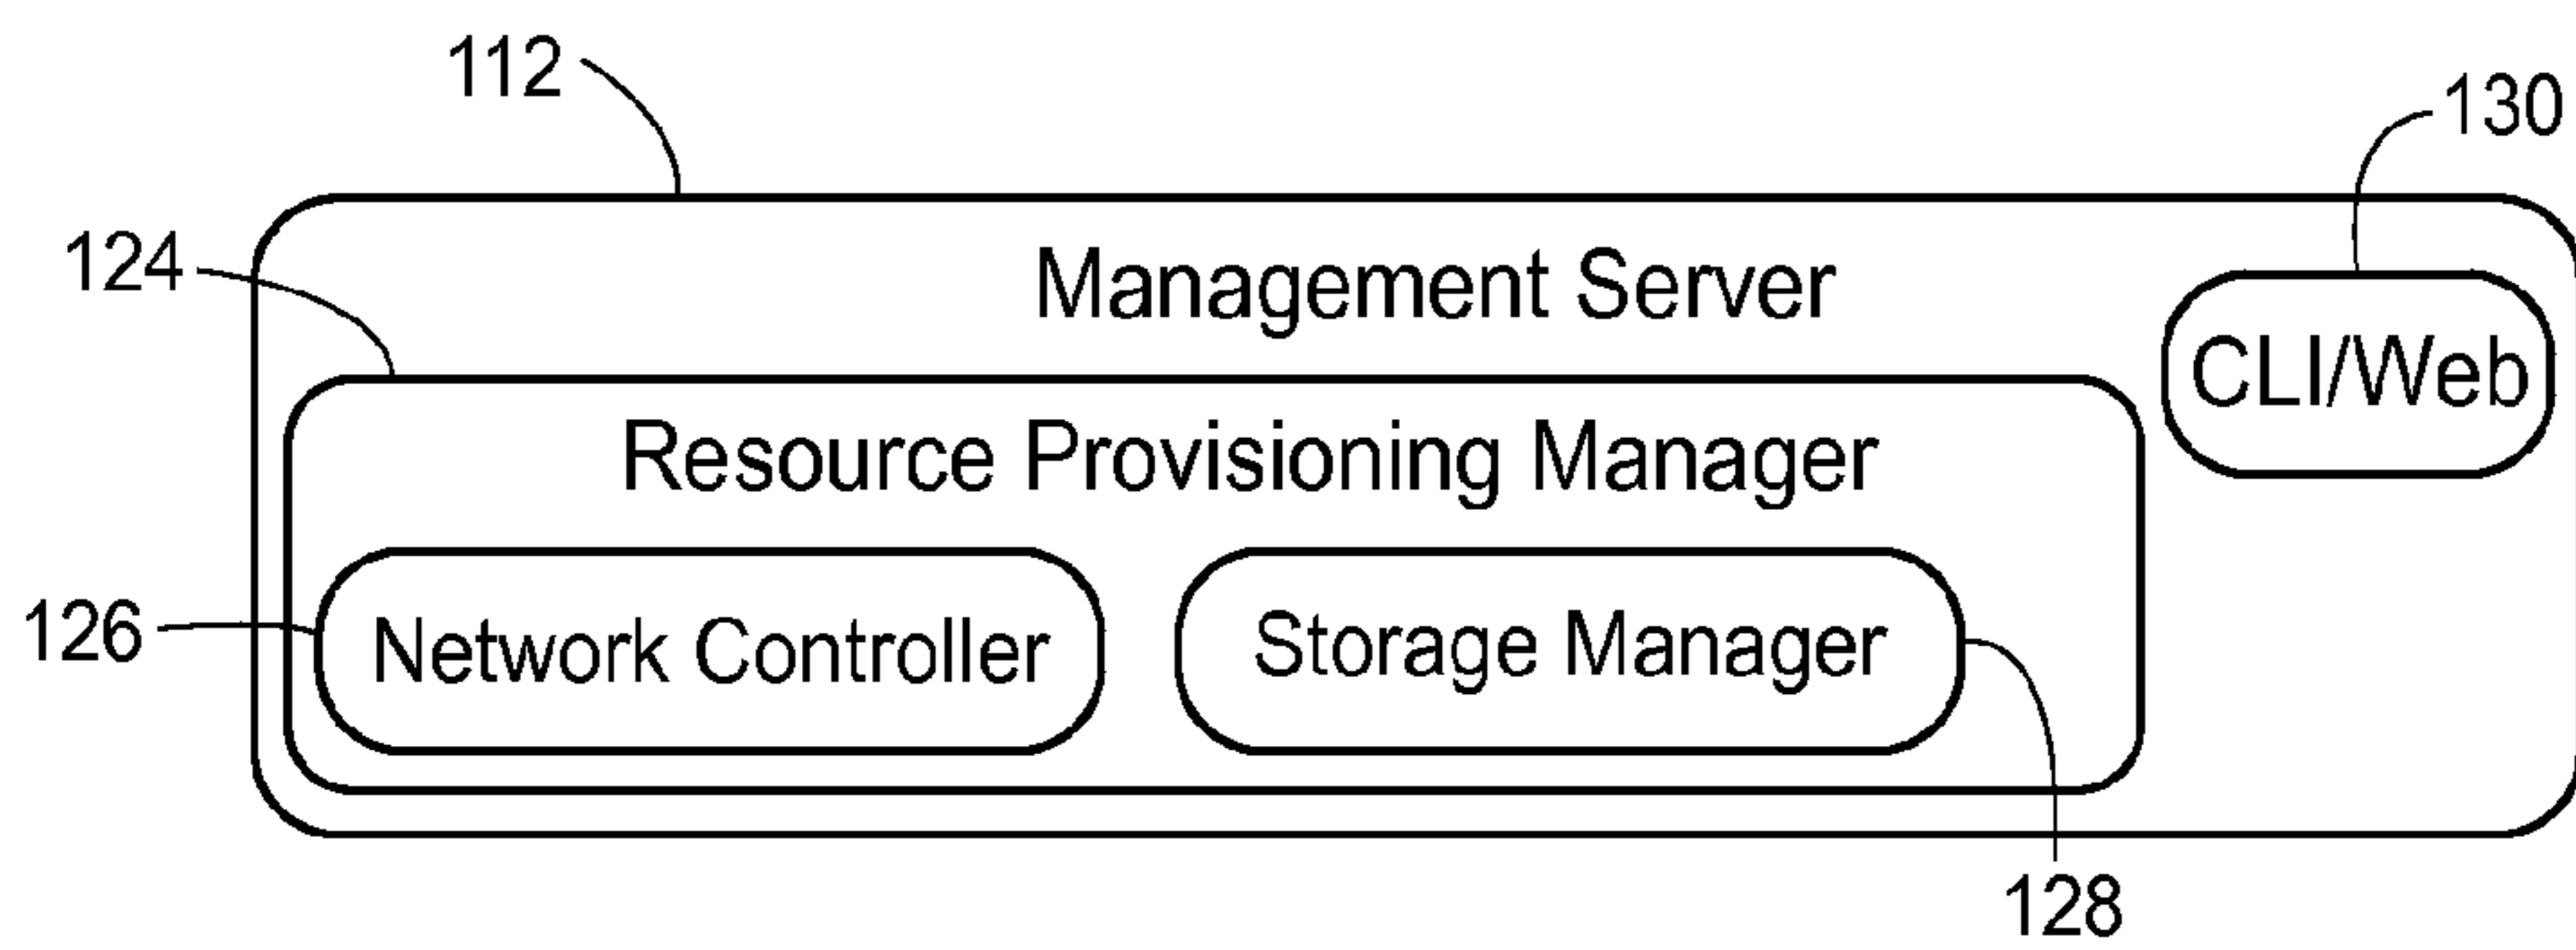 112
130
124
Management Server
CLI/Web
Resource Provisioning Manager
126
Network Controller
Storage Manager
128